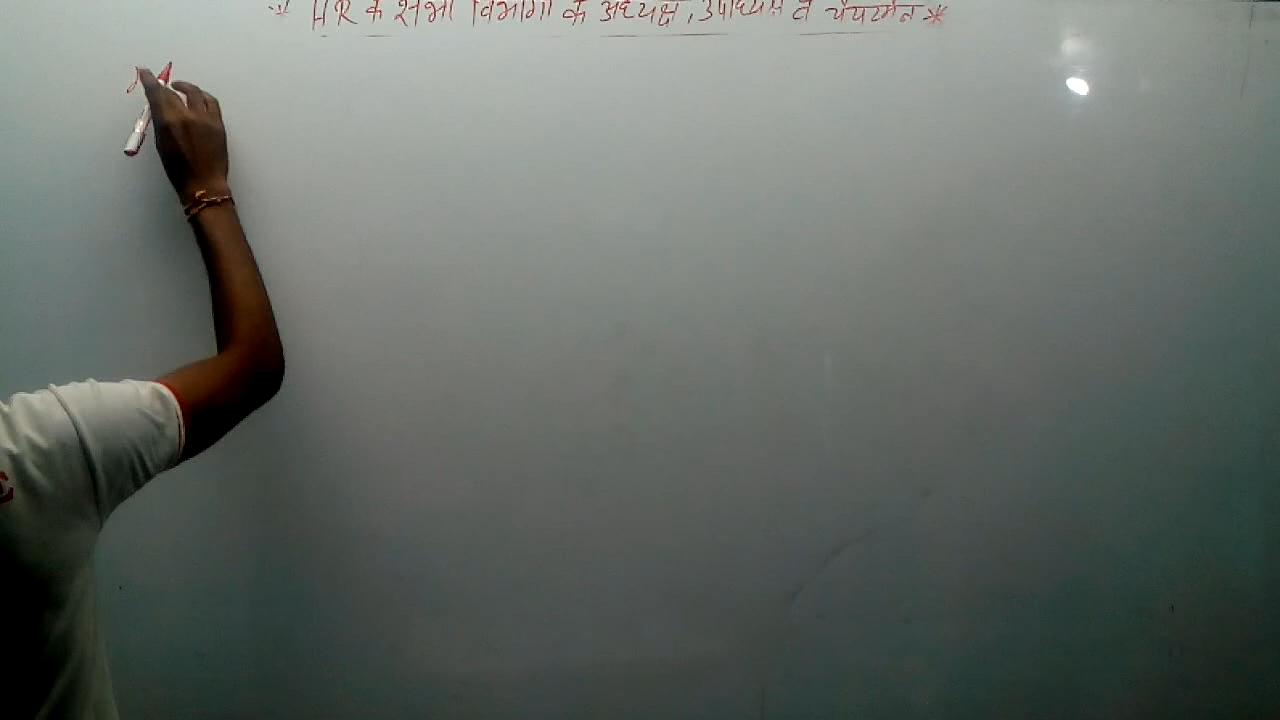 * HR के सभी विभागों के अध्यक्ष, उपाध्यक्ष व चेयरमैन *